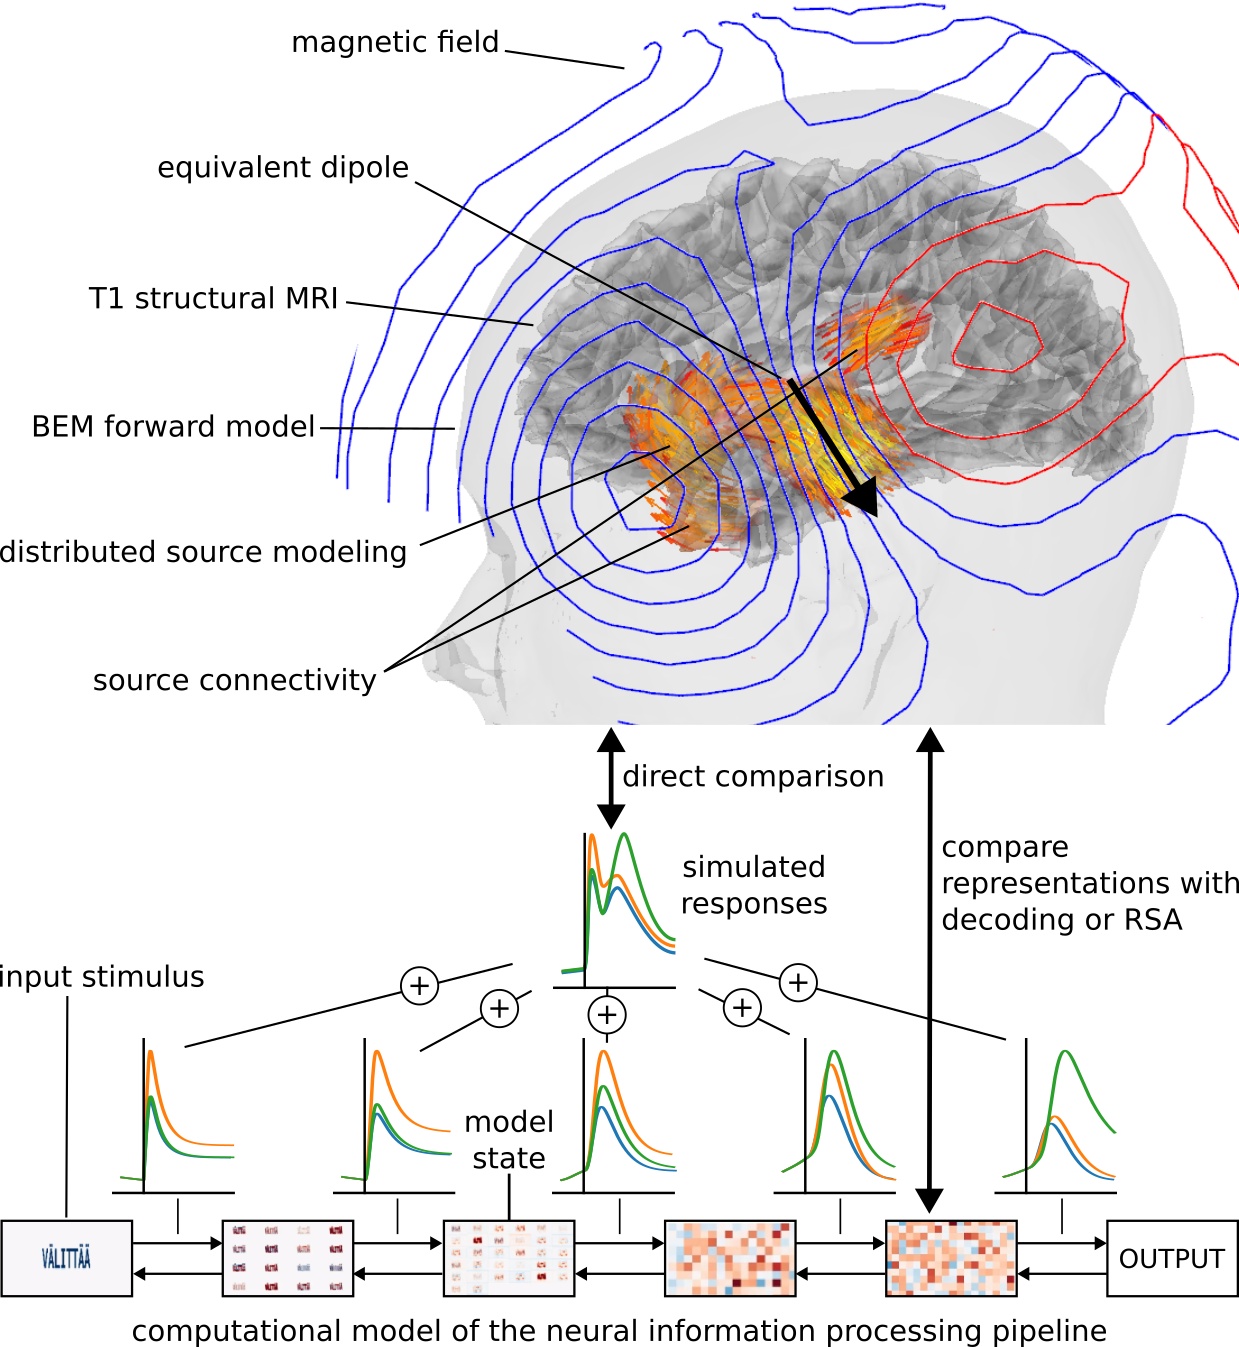 magnetic field
equivalent dipole
T1 structural MRI
BEM forward model
distributed source modeling
source connectivity
direct comparison
simulated
responses
compare
representations with
decoding or RSA
input stimulus
+
+
+
+
+
model
state
VÄLITTÄÄ
OUTPUT
computational model of the neural information processing pipeline